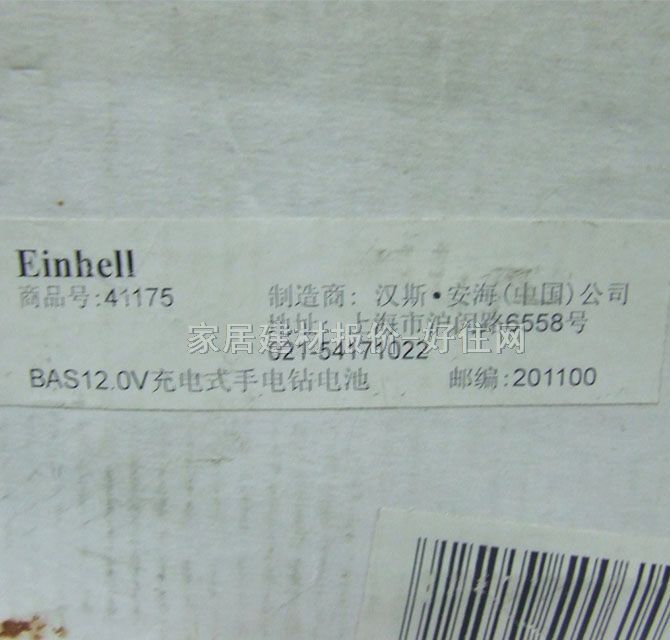 Einhell
商品号:41175
制造商: 汉斯·安海(中国)公司
地址: 上海市沪闵路6558号
家居建材报价-好住网
021-54171022
BAS12.0V充电式手电钻电池 邮编:201100